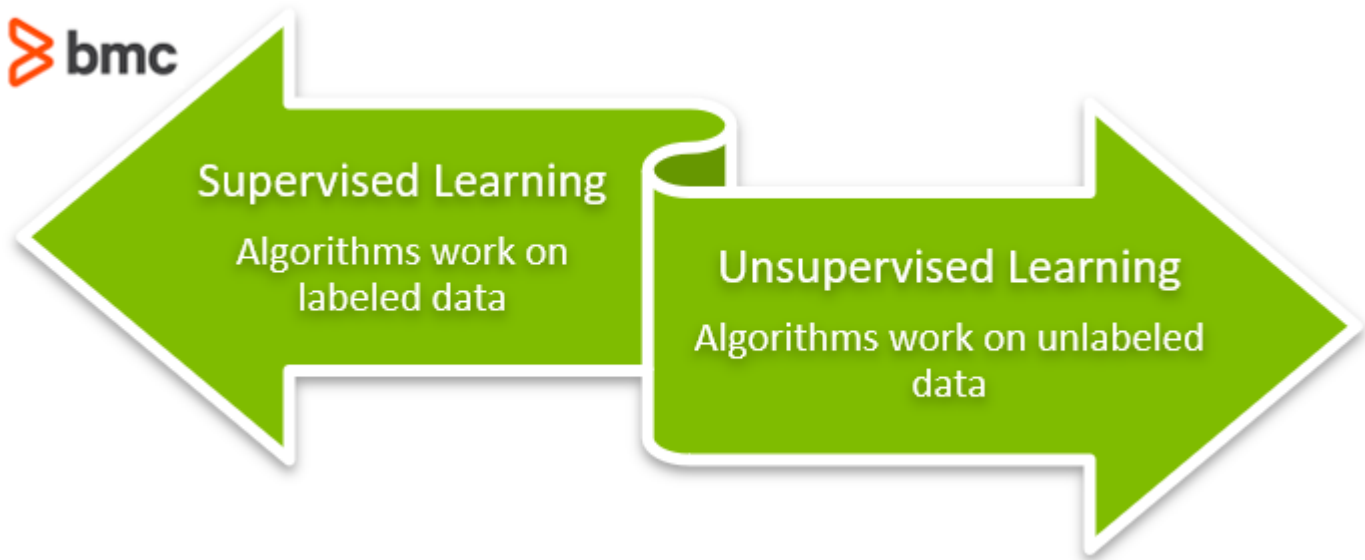 bmc
Supervised Learning
Algorithms work on
labeled data
Unsupervised Learning
Algorithms work on unlabeled
data